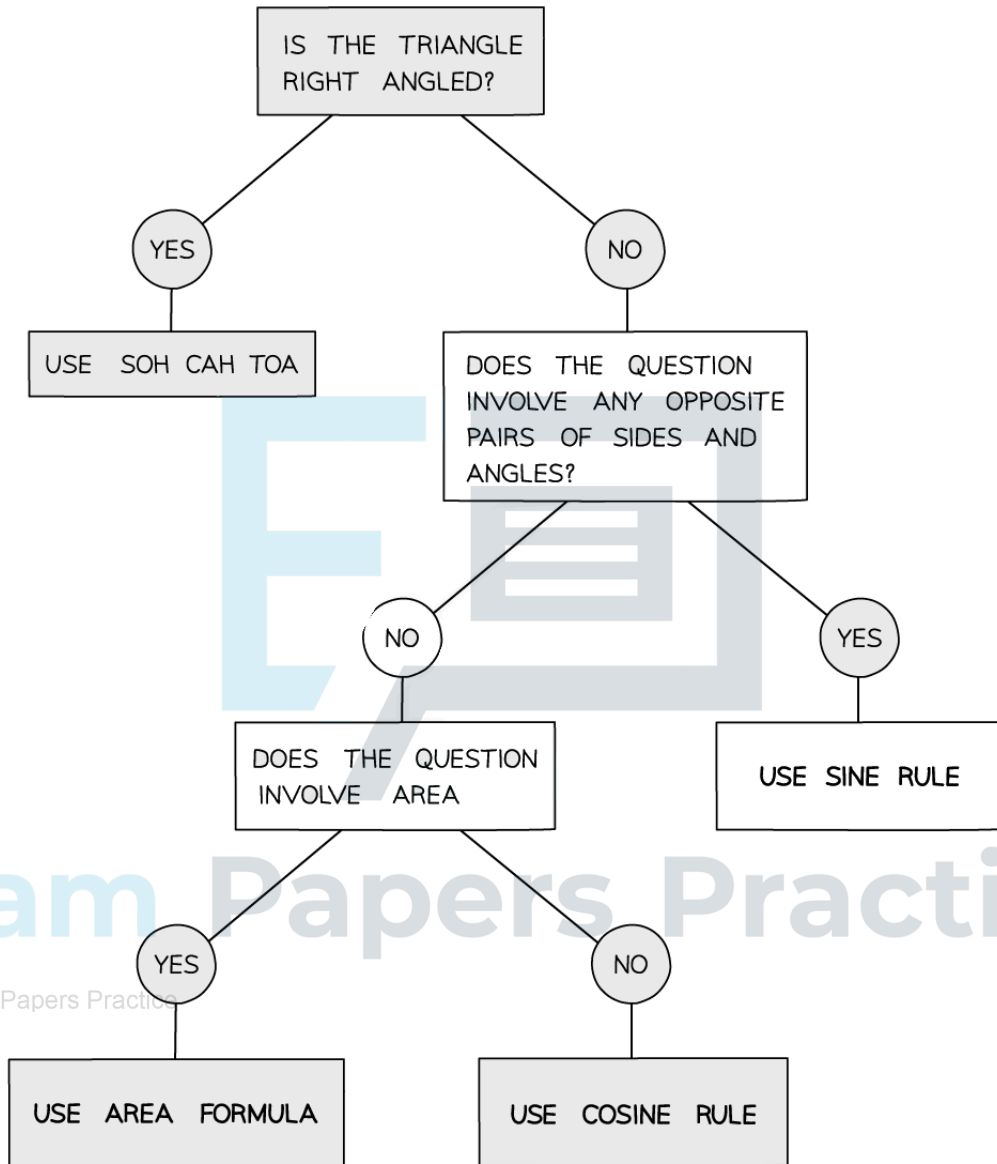 IS THE TRIANGLE
RIGHT ANGLED?
YES
NO
USE SOH CAH TOA
DOES THE QUESTION
INVOLVE ANY OPPOSITE
PAIRS OF SIDES AND
ANGLES?
NO
YES
DOES THE QUESTION
INVOLVE AREA
USE SINE RULE
am Papers Practi
YES
NO
Papers Practice
USE AREA FORMULA
USE COSINE RULE